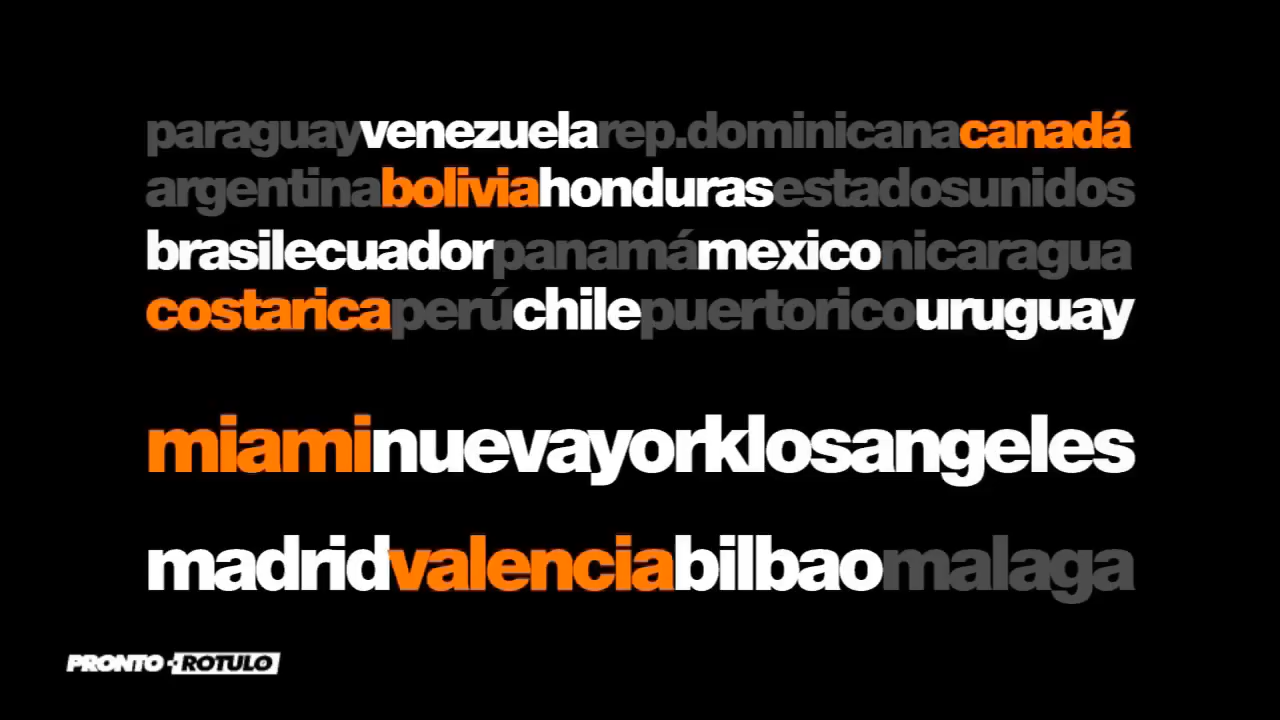 paraguayvenezuelarep.dominicanacanadá
argentinaboliviahondurasestadosunidos
brasilecuadorpanamámexiconicaragua
costaricaperúchilepuertoricouruguay
miaminuevayorklosangeles
madridvalenciabilbaomalaga
PRONTO-ROTULO